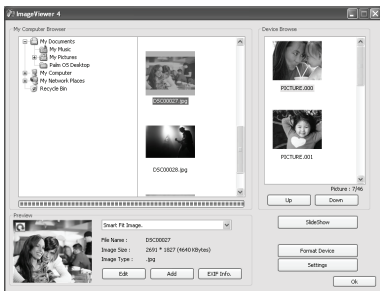 ImageViewer 4
My Computer Browser
My Documents
My Music
My Pictures
Palm OS Desktop
My Computer
My Network Places
Recycle Bin
DSC00027.jpg
DSC00028.jpg
Device Browse
PICTURE.000
PICTURE.001
Picture : 7/46
Up
Down
Preview
Smart Fit Image.
File Name : DSC00027
Image Size : 2691 * 1827 (4640 KBytes)
Image Type : .jpg
Edit
Add
EXIF Info.
SlideShow
Format Device
Settings
Ok